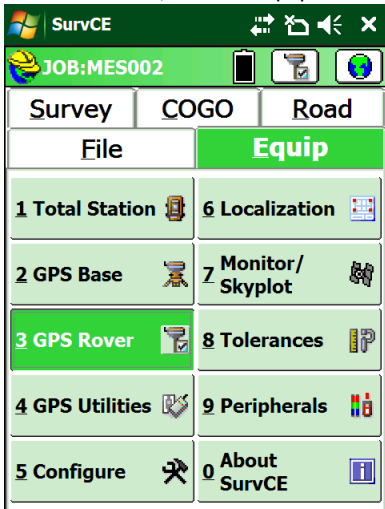 SurvCE
JOB:MES002
Survey COGO Road
File Equip
1 Total Station 6 Localization
2 GPS Base 7 Monitor/
Skyplot
3 GPS Rover 8 Tolerances
4 GPS Utilities 9 Peripherals
5 Configure 0 About
SurvCE